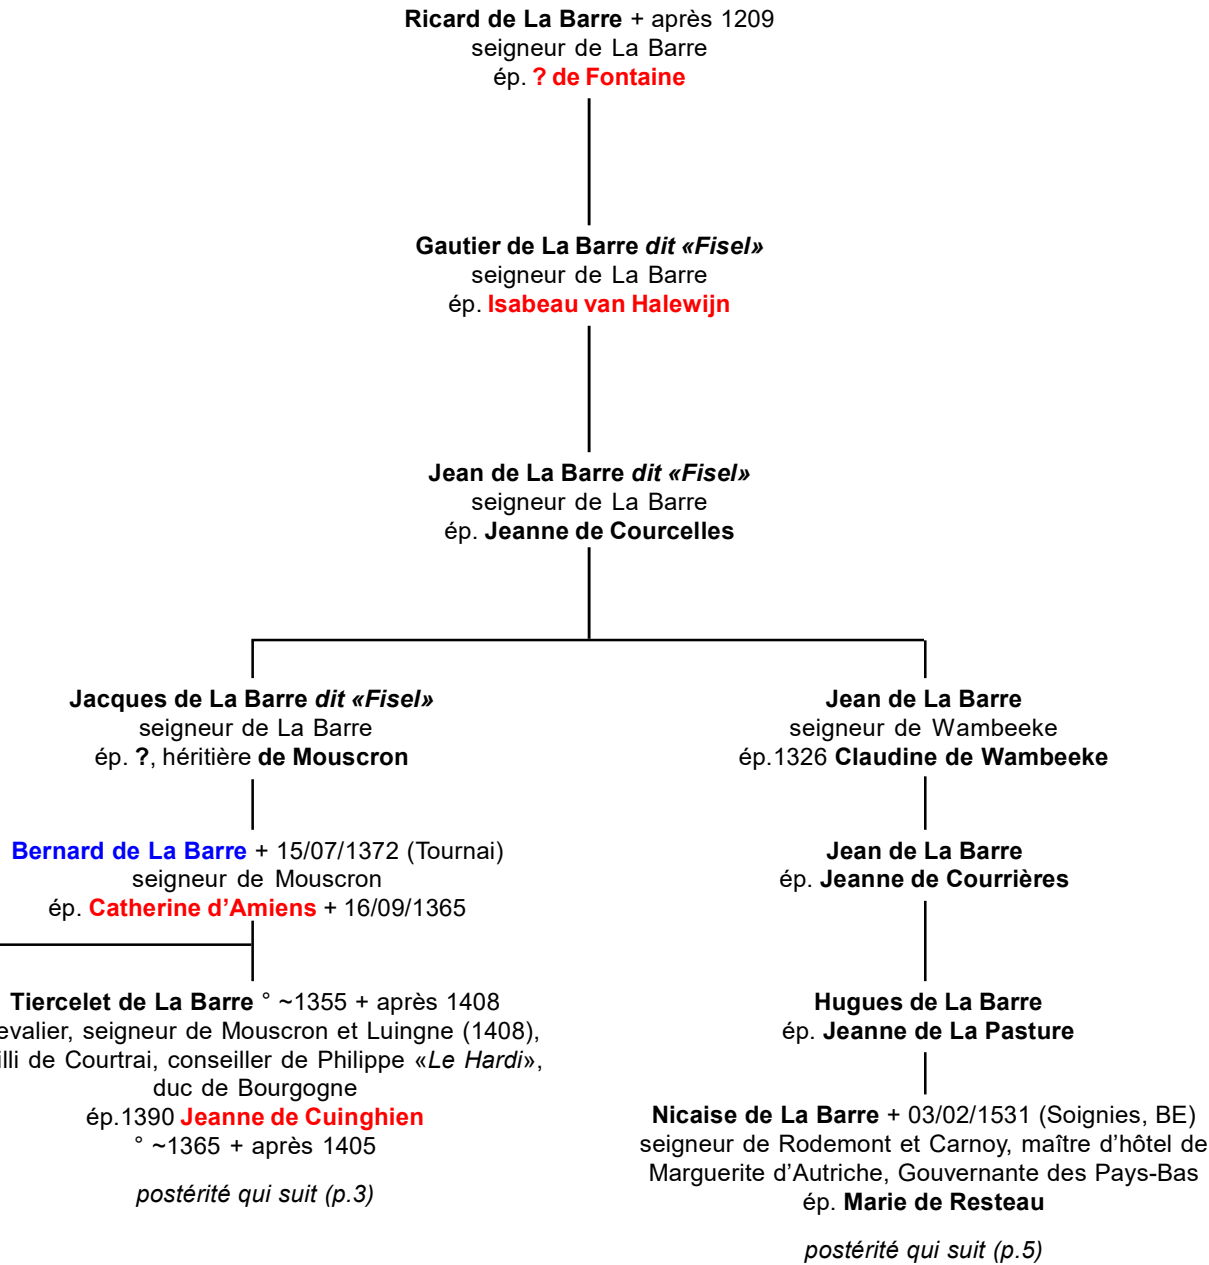 Ricard de La Barre + après 1209
seigneur de La Barre
ép. ? de Fontaine
Gautier de La Barre dit «Fisel»
seigneur de La Barre
ép. Isabeau van Halewijn
Jean de La Barre dit «Fisel»
seigneur de La Barre
ép. Jeanne de Courcelles
Jacques de La Barre dit «Fisel»
seigneur de La Barre
ép. ?, héritière de Mouscron
Bernard de La Barre + 15/07/1372 (Tournai)
seigneur de Mouscron
ép. Catherine d’Amiens + 16/09/1365
Tiercelet de La Barre ° ~1355 + après 1408
evalier, seigneur de Mouscron et Luingne (1408),
illi de Courtrai, conseiller de Philippe «Le Hardi»,
duc de Bourgogne
ép.1390 Jeanne de Cuinghien
° ~1365 + après 1405
postérité qui suit (p.3)
Jean de La Barre
seigneur de Wambeeke
ép.1326 Claudine de Wambeeke
Jean de La Barre
ép. Jeanne de Courrières
Hugues de La Barre
ép. Jeanne de La Pasture
Nicaise de La Barre + 03/02/1531 (Soignies, BE)
seigneur de Rodemont et Carnoy, maître d’hôtel de
Marguerite d’Autriche, Gouvernante des Pays-Bas
ép. Marie de Resteau
postérité qui suit (p.5)